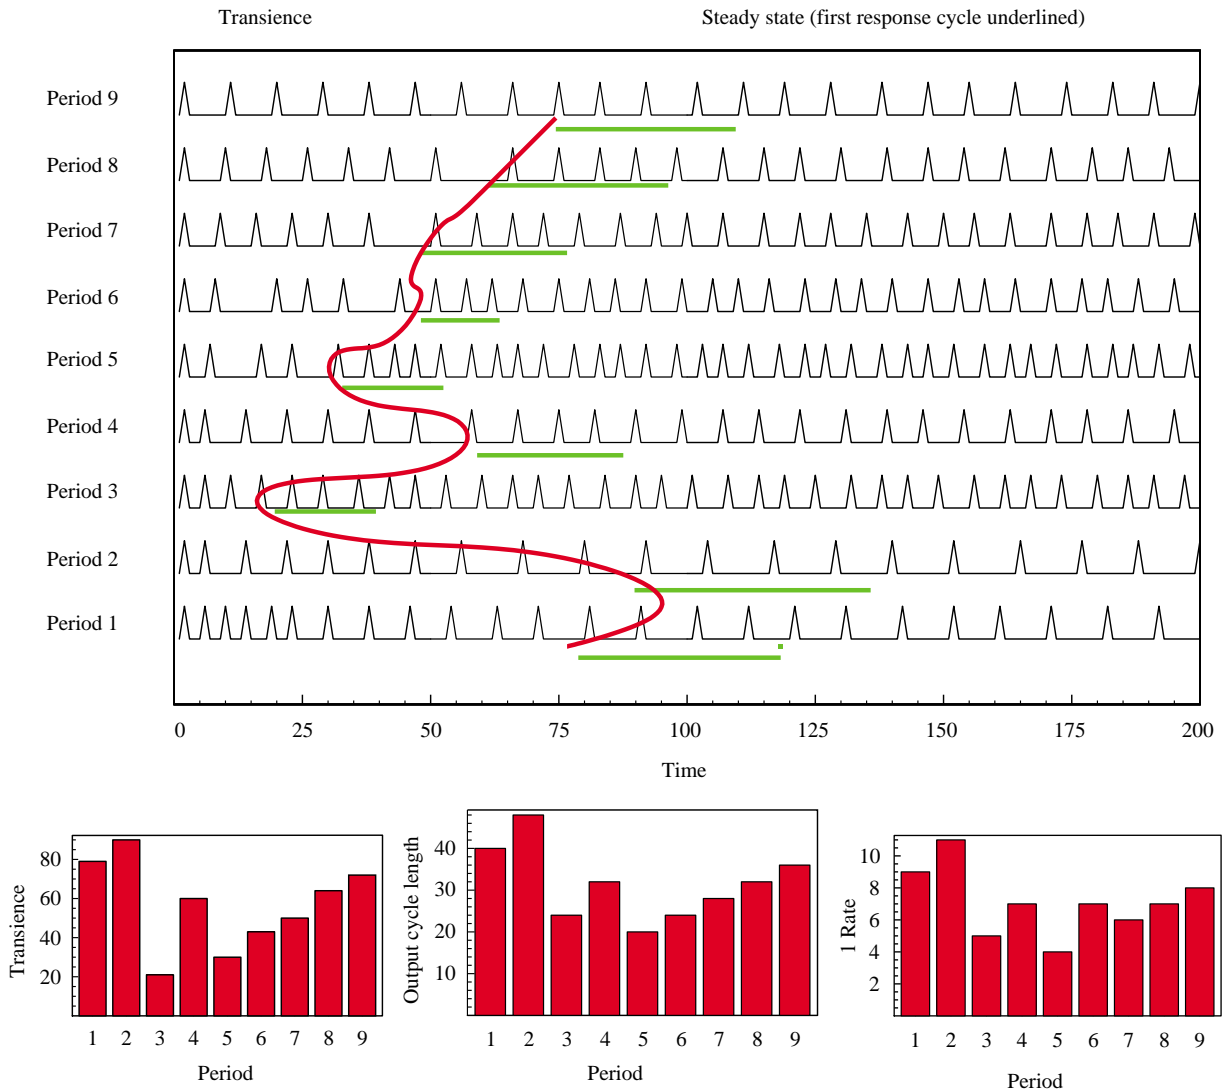 Transience Steady state (first response cycle underlined)
Period 9
Period 8
Period 7
Period 6
Period 5
Period 4
Period 3
Period 2
Period 1
0 25 50 75 100 125 150 175 200
Time
Transience
80
60
40
20
1 2 3 4 5 6 7 8 9
Period
Output cycle length
40
30
20
10
1 2 3 4 5 6 7 8 9
Period
1 Rate
10
8
6
4
2
1 2 3 4 5 6 7 8 9
Period